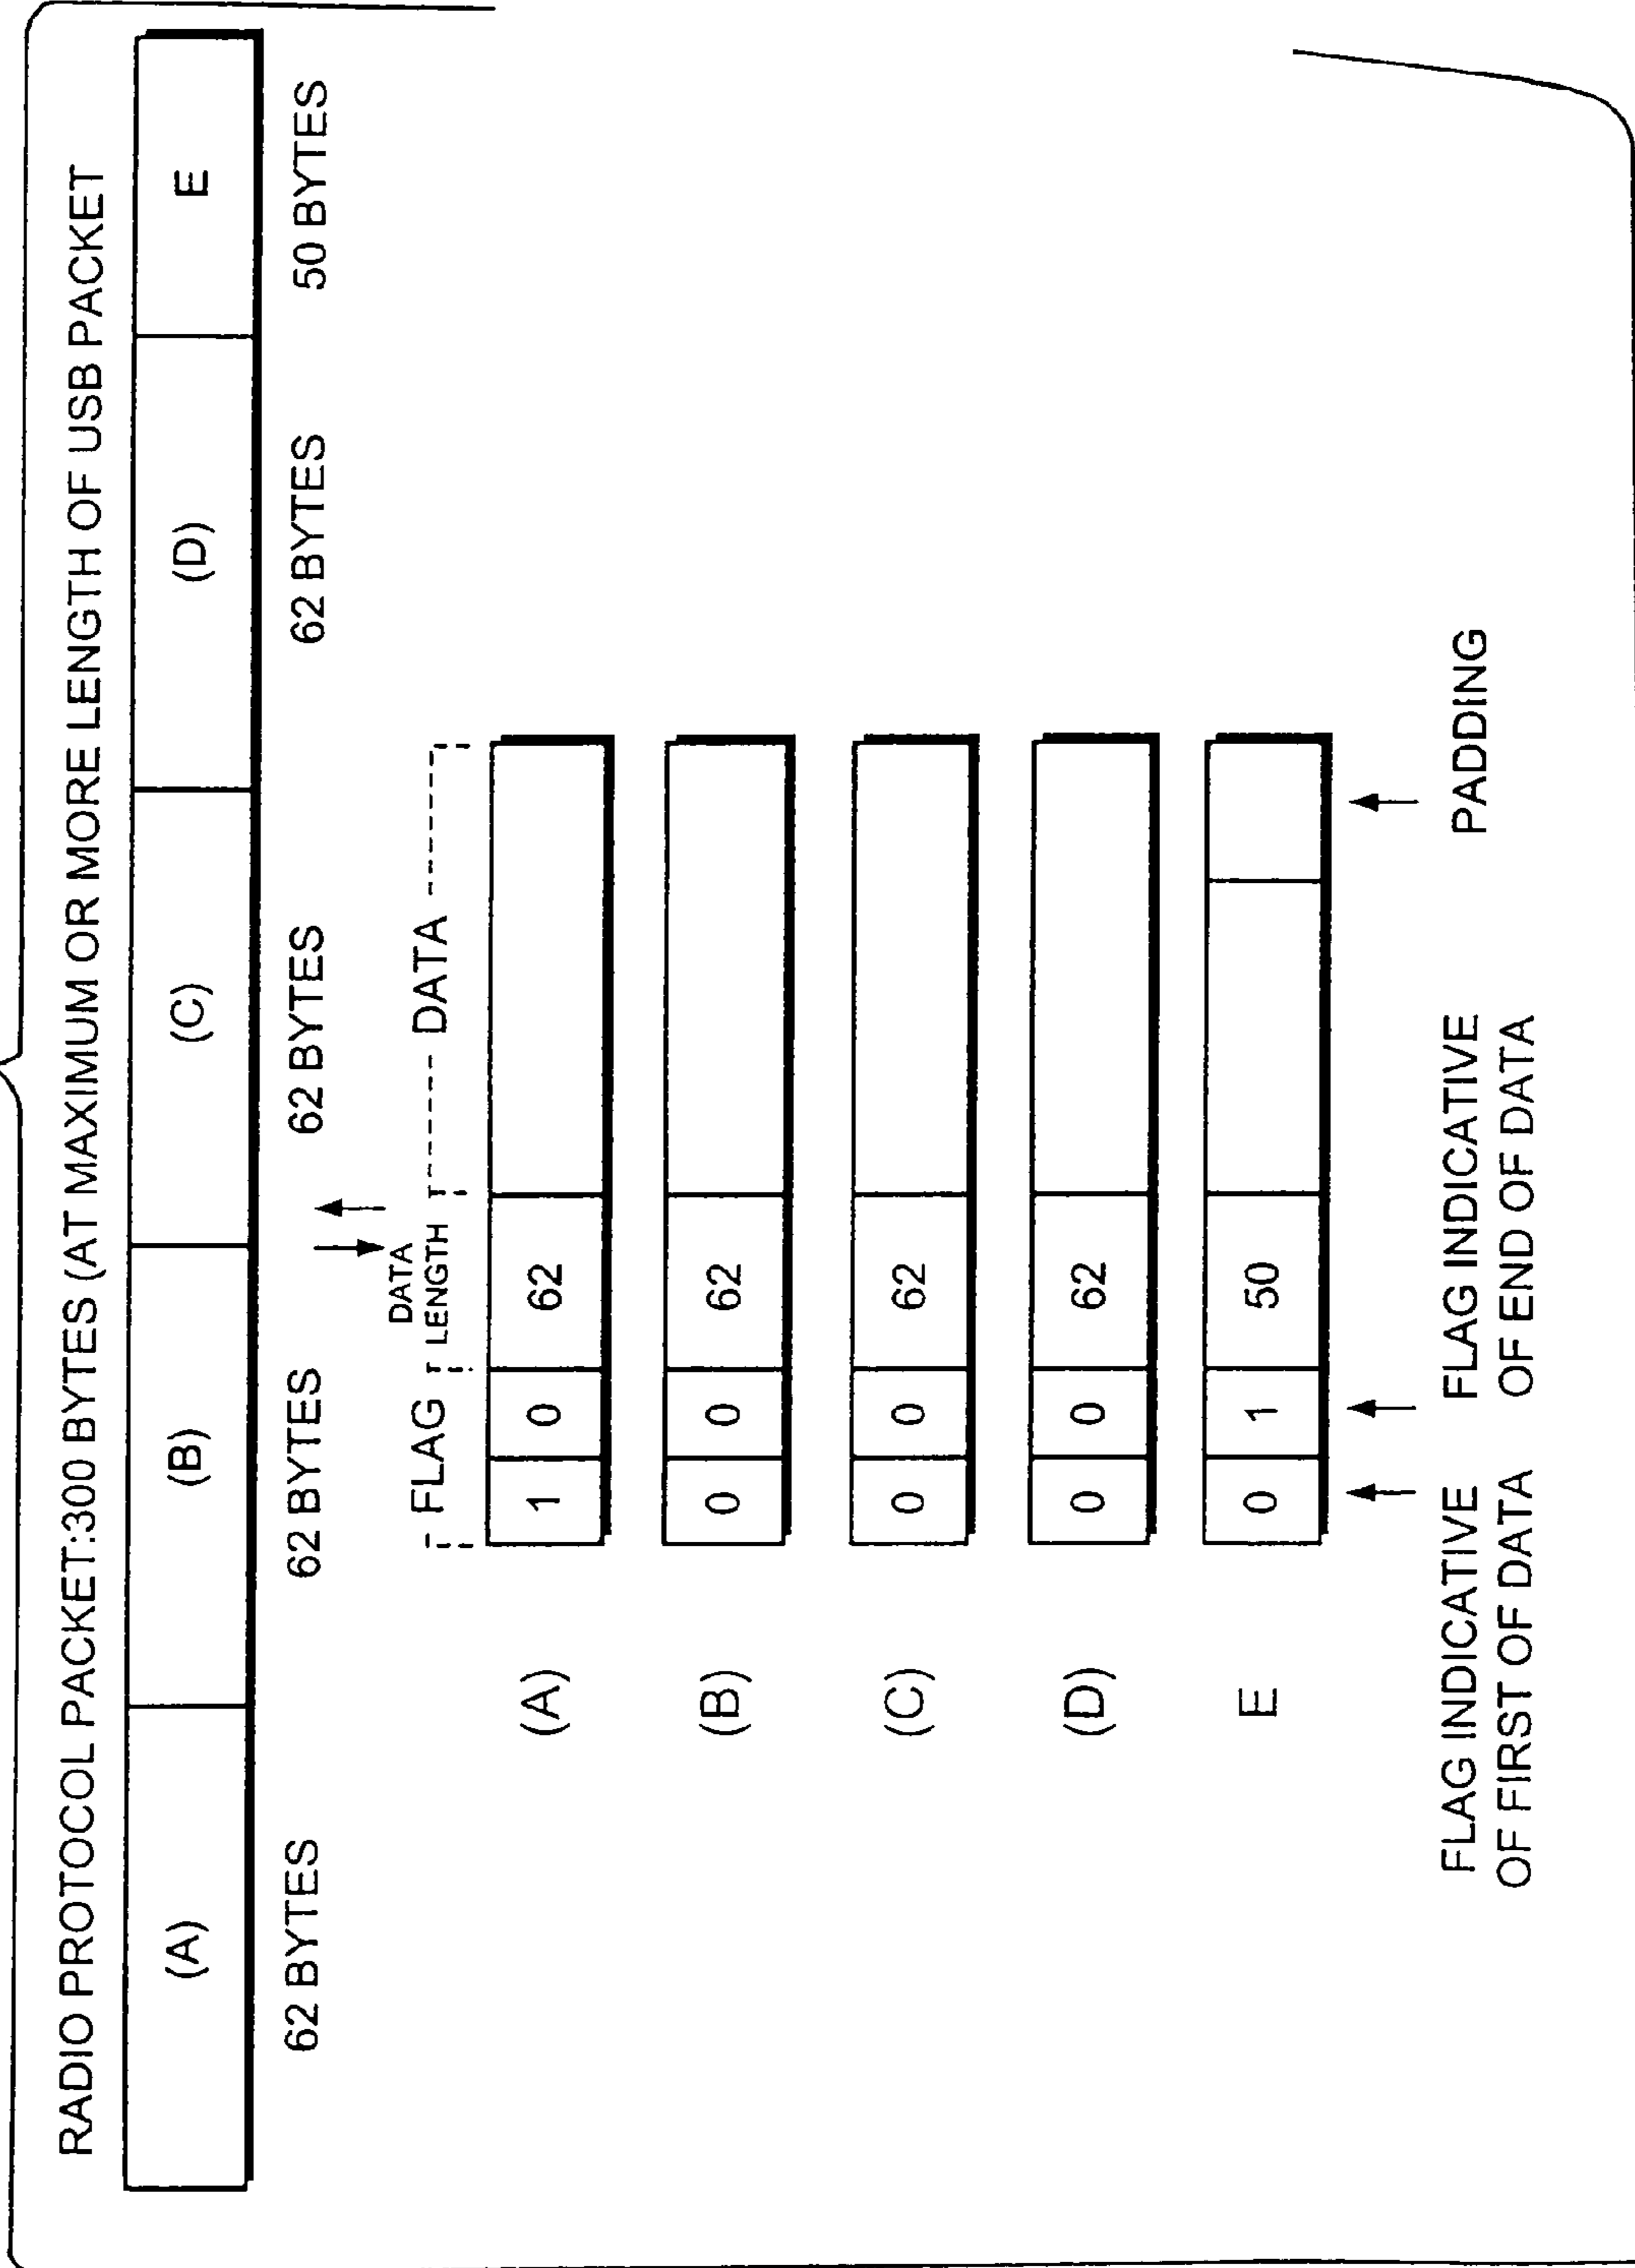 RADIO PROTOCOL PACKET:300 BYTES (AT MAXIMUM OR MORE LENGTH OF USB PACKET
(A) (B) (C) (D) E
62 BYTES 62 BYTES 62 BYTES 62 BYTES 50 BYTES
FLAG DATA LENGTH DATA
(A) 1 0 62
(B) 0 0 62
(C) 0 0 62
(D) 0 0 62
E 0 1 50
FLAG INDICATIVE
OF FIRST OF DATA
FLAG INDICATIVE
OF END OF DATA
PADDING